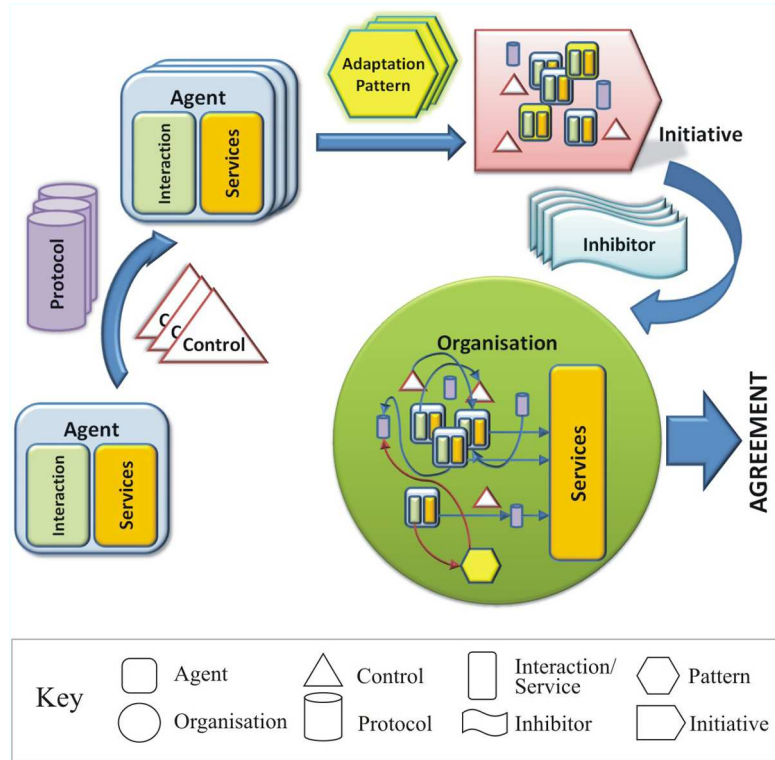 Agent
Interaction
Services
Adaptation
Pattern
Initiative
Protocol
C
C
Control
Inhibitor
Organisation
Services
AGREEMENT
Agent
Interaction
Services
Key
Agent
Control
Interaction/
Service
Pattern
Organisation
Protocol
Inhibitor
Initiative